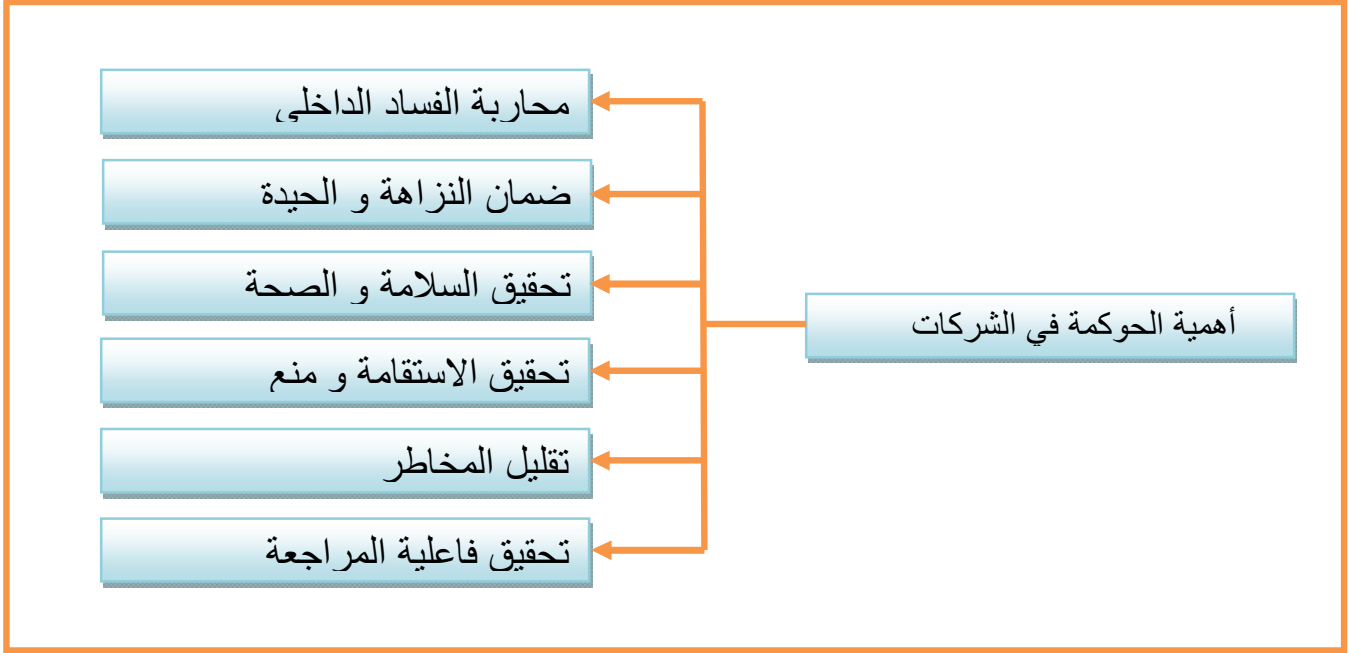 أهمية الحوكمة في الشركات
محاربة الفساد الداخلي
ضمان النزاهة و الحيدة
تحقيق السلامة و الصحة
تحقيق الاستقامة و منع
تقليل المخاطر
تحقيق فاعلية المراجعة